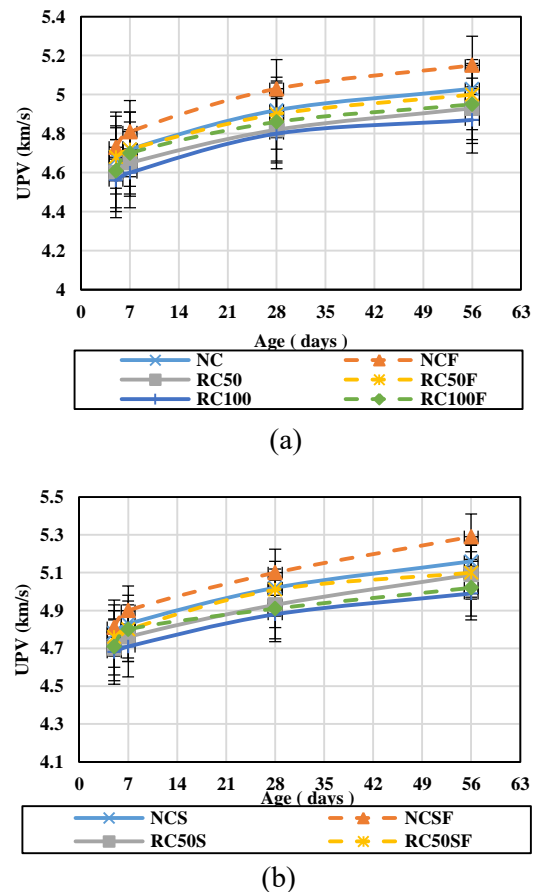 5.4
5.2
5
4.8
4.6
4.4
4.2
4
UPV (km/s)
0 7 14 21 28 35 42 49 56 63
Age ( days )
NC NCF
RC50 RC50F
RC100 RC100F
(a)
5.5
5.3
5.1
4.9
4.7
4.5
4.3
4.1
UPV (km/s)
0 7 14 21 28 35 42 49 56 63
Age ( days )
NCS NCSF
RC50S RC50SF
(b)